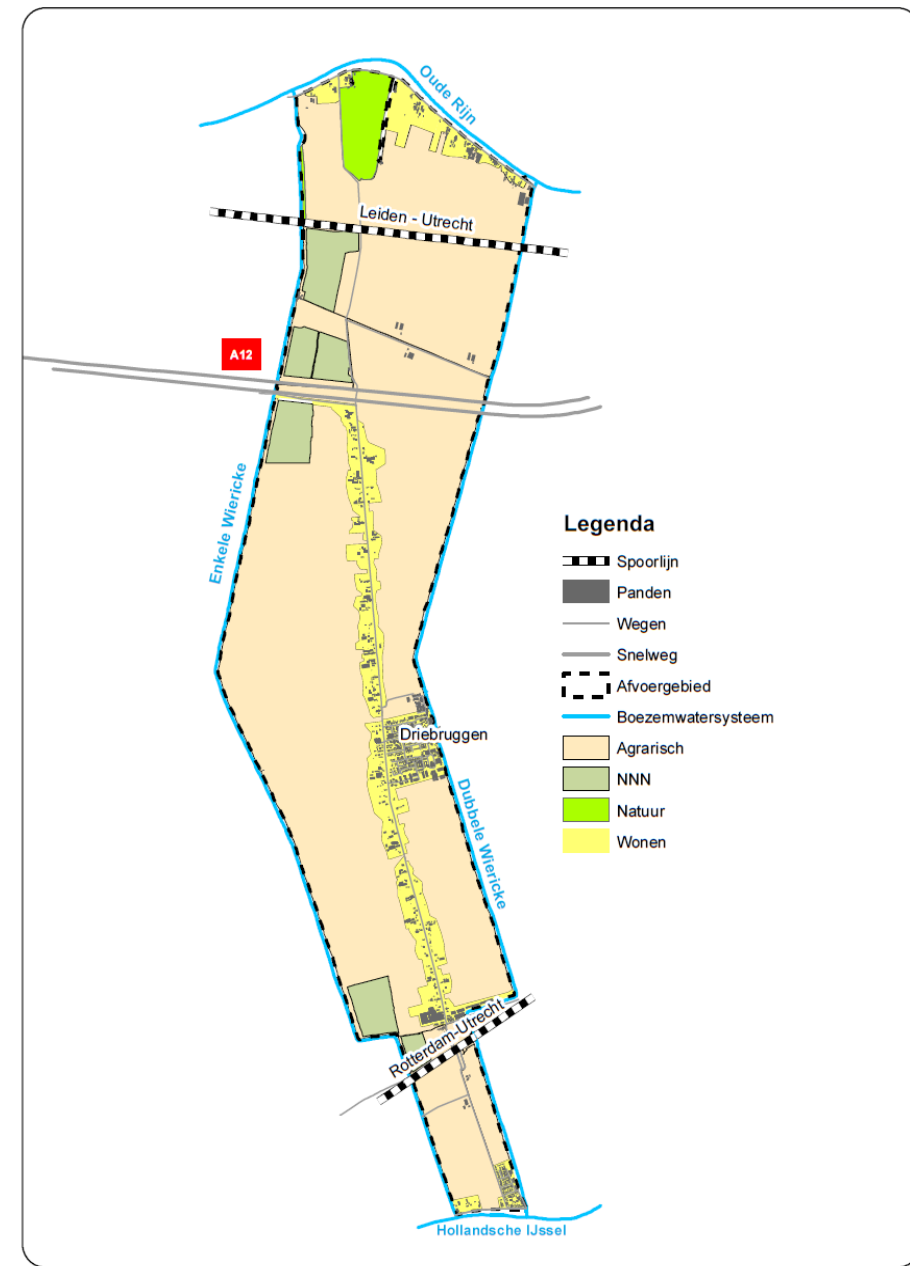 Oude Rijn
Leiden - Utrecht
A12
Enkele Wiericke
Legenda
Spoorlijn
Panden
Wegen
Snelweg
Afvoergebied
Boezemwatersysteem
Agrarisch
NNN
Natuur
Wonen
Driebruggen
Dubbele Wiericke
Rotterdam-Utrecht
Hollandsche IJssel